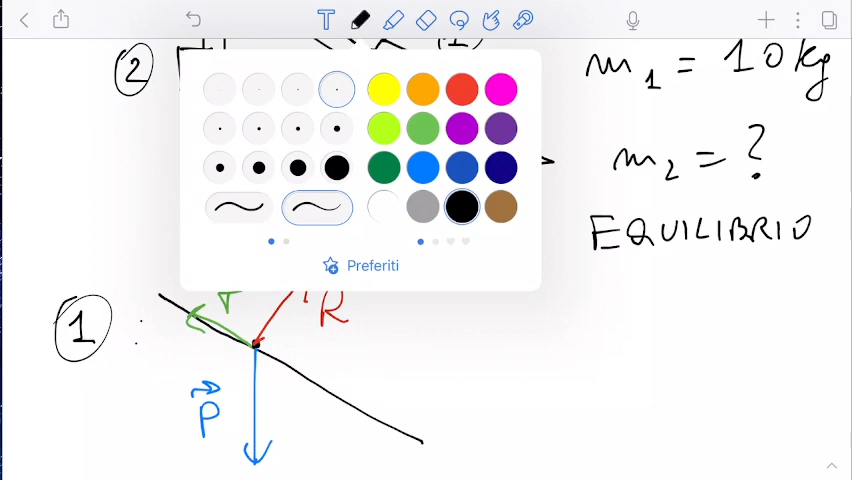 T
2
m1 = 10 kg
m2 = ?
EQUILIBRIO
Preferiti
1 :
R
P